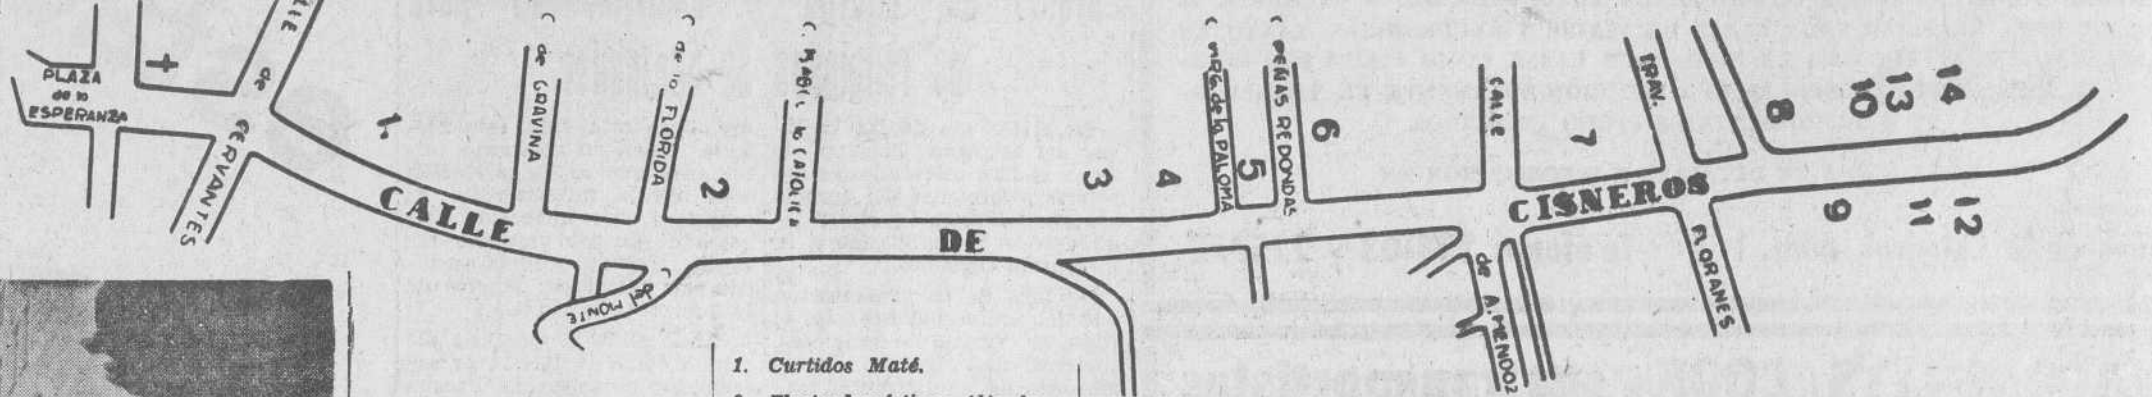 PLAZA
de la
ESPERANZA
CALLE de CERVANTES
1.
CALLE DE CISNEROS
C de GRAVINA
C de la FLORIDA
2
C del MONTE
3
4
VIRG. de la PALOMA
5
PEÑAS REDONDAS
6
CALLE
de A. MENDOZ
7
TRAV.
FLORANES
8
9
10
13
14
11
12
1. Curtidos Maté.